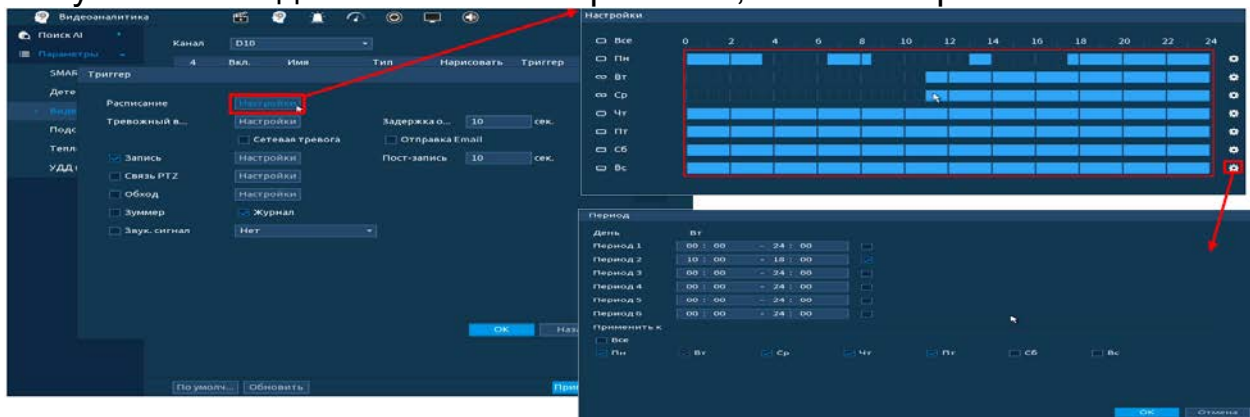 Видеоаналитика
Поиск AI
Параметры
SMAR
Дете
Виде
Подс
Тепл
УДД
Канал D10
4 Вкл. Имя Тип Нарисовать Триггер
Триггер
Расписание Настройки
Тревожный в... Настройки Задержка о... 10 сек.
Сетевая тревога Отправка Email
Запись Настройки Пост-запись 10 сек.
Связь PTZ Настройки
Обход Настройки
Зуммер Журнал
Звук. сигнал Нет
OK Наза
По умолч... Обновить При
Настройки
Все 0 2 4 6 8 10 12 14 16 18 20 22 24
Пн
Вт
Ср
Чт
Пт
Сб
Вс
Период
День Вт
Период 1 00 : 00 - 24 : 00
Период 2 10 : 00 - 18 : 00
Период 3 00 : 00 - 24 : 00
Период 4 00 : 00 - 24 : 00
Период 5 00 : 00 - 24 : 00
Период 6 00 : 00 - 24 : 00
Применить к
Все
Пн Вт Ср Чт Пт Сб Вс
OK Отмена